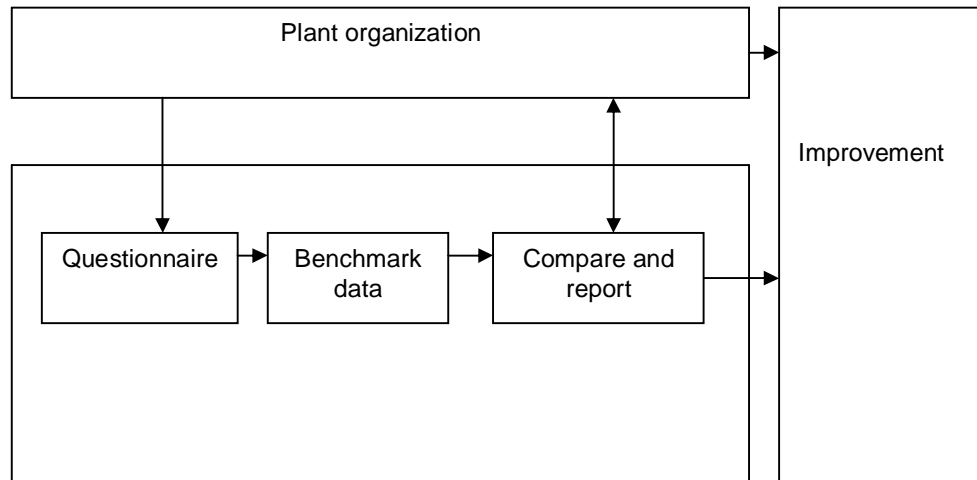 Plant organization
Improvement
Questionnaire
Benchmark
data
Compare and
report